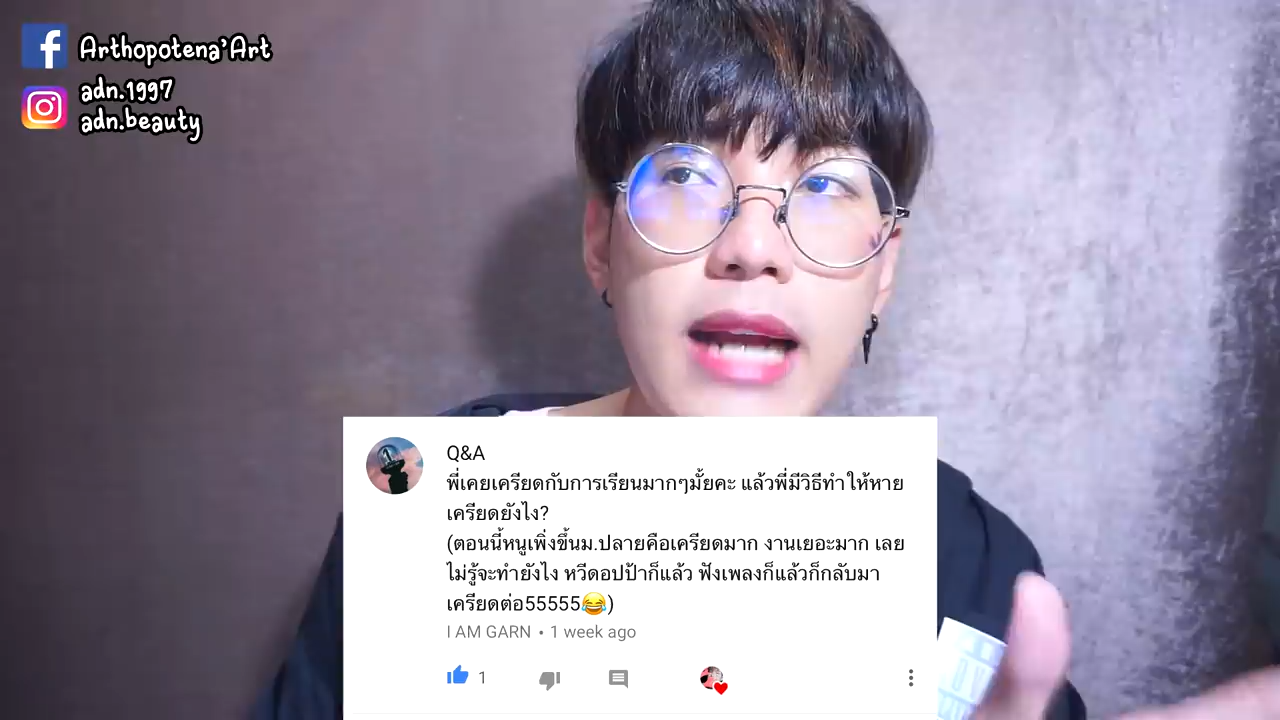 Arthopotena'Art
adn.1997
adn.beauty
Q&A
พี่เคยเครียดกับการเรียนมากๆมั้ยคะ แล้วพี่มีวิธีทำให้หาย
เครียดยังไง?
(ตอนนี้หนูเพิ่งขึ้นม.ปลายคือเครียดมาก งานเยอะมาก เลย
ไม่รู้จะทำยังไง หวีดอปป้าก็แล้ว ฟังเพลงก็แล้วก็กลับมา
เครียดต่อ55555😂)
I AM GARN • 1 week ago
1